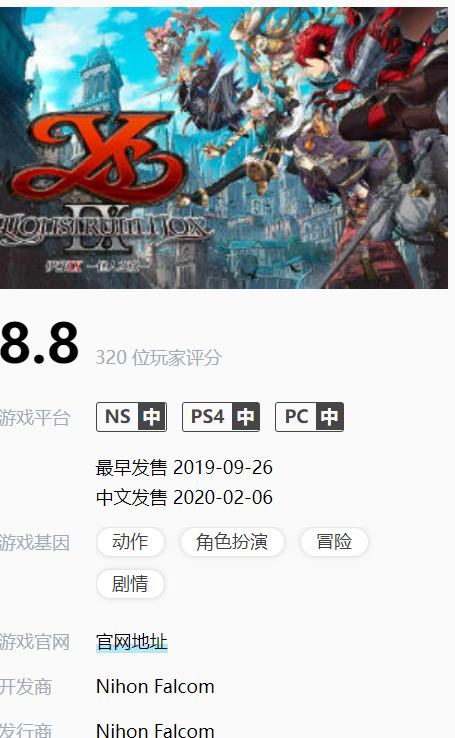 Ys
MONSTRUM NOX
IX
8.8
320 位玩家评分
游戏平台
NS 中 PS4 中 PC 中
最早发售 2019-09-26
中文发售 2020-02-06
游戏基因
动作 角色扮演 冒险
剧情
游戏官网 官网地址
开发商 Nihon Falcom
发行商 Nihon Falcom